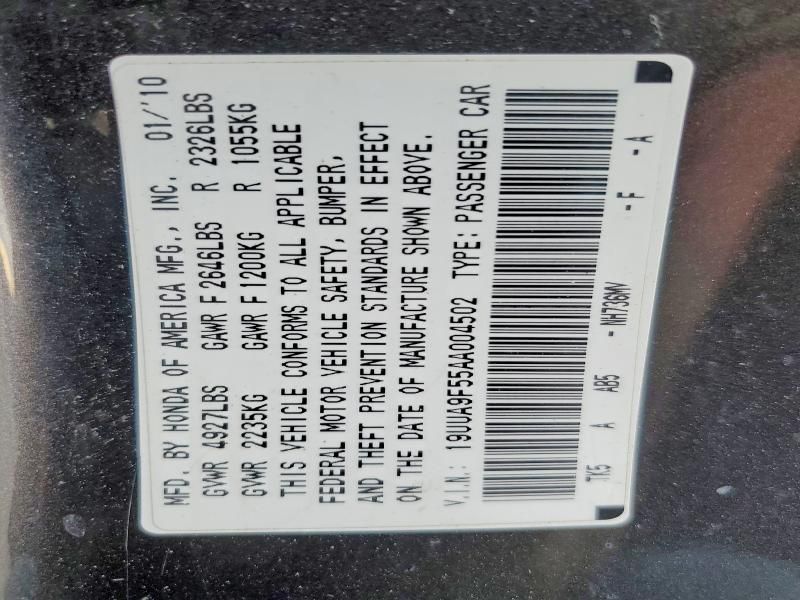 MFD. BY HONDA OF AMERICA MFG., INC. 01/'10
GVWR 4927LBS GAWR F 2646LBS R 2326LBS
GVWR 2235KG GAWR F 1200KG R 1055KG
THIS VEHICLE CONFORMS TO ALL APPLICABLE
FEDERAL MOTOR VEHICLE SAFETY, BUMPER,
AND THEFT PREVENTION STANDARDS IN EFFECT
ON THE DATE OF MANUFACTURE SHOWN ABOVE.
V.I.N.: 19UUA9F55AA004502 TYPE: PASSENGER CAR
TK5 A AB5 - NH736MV - F - A